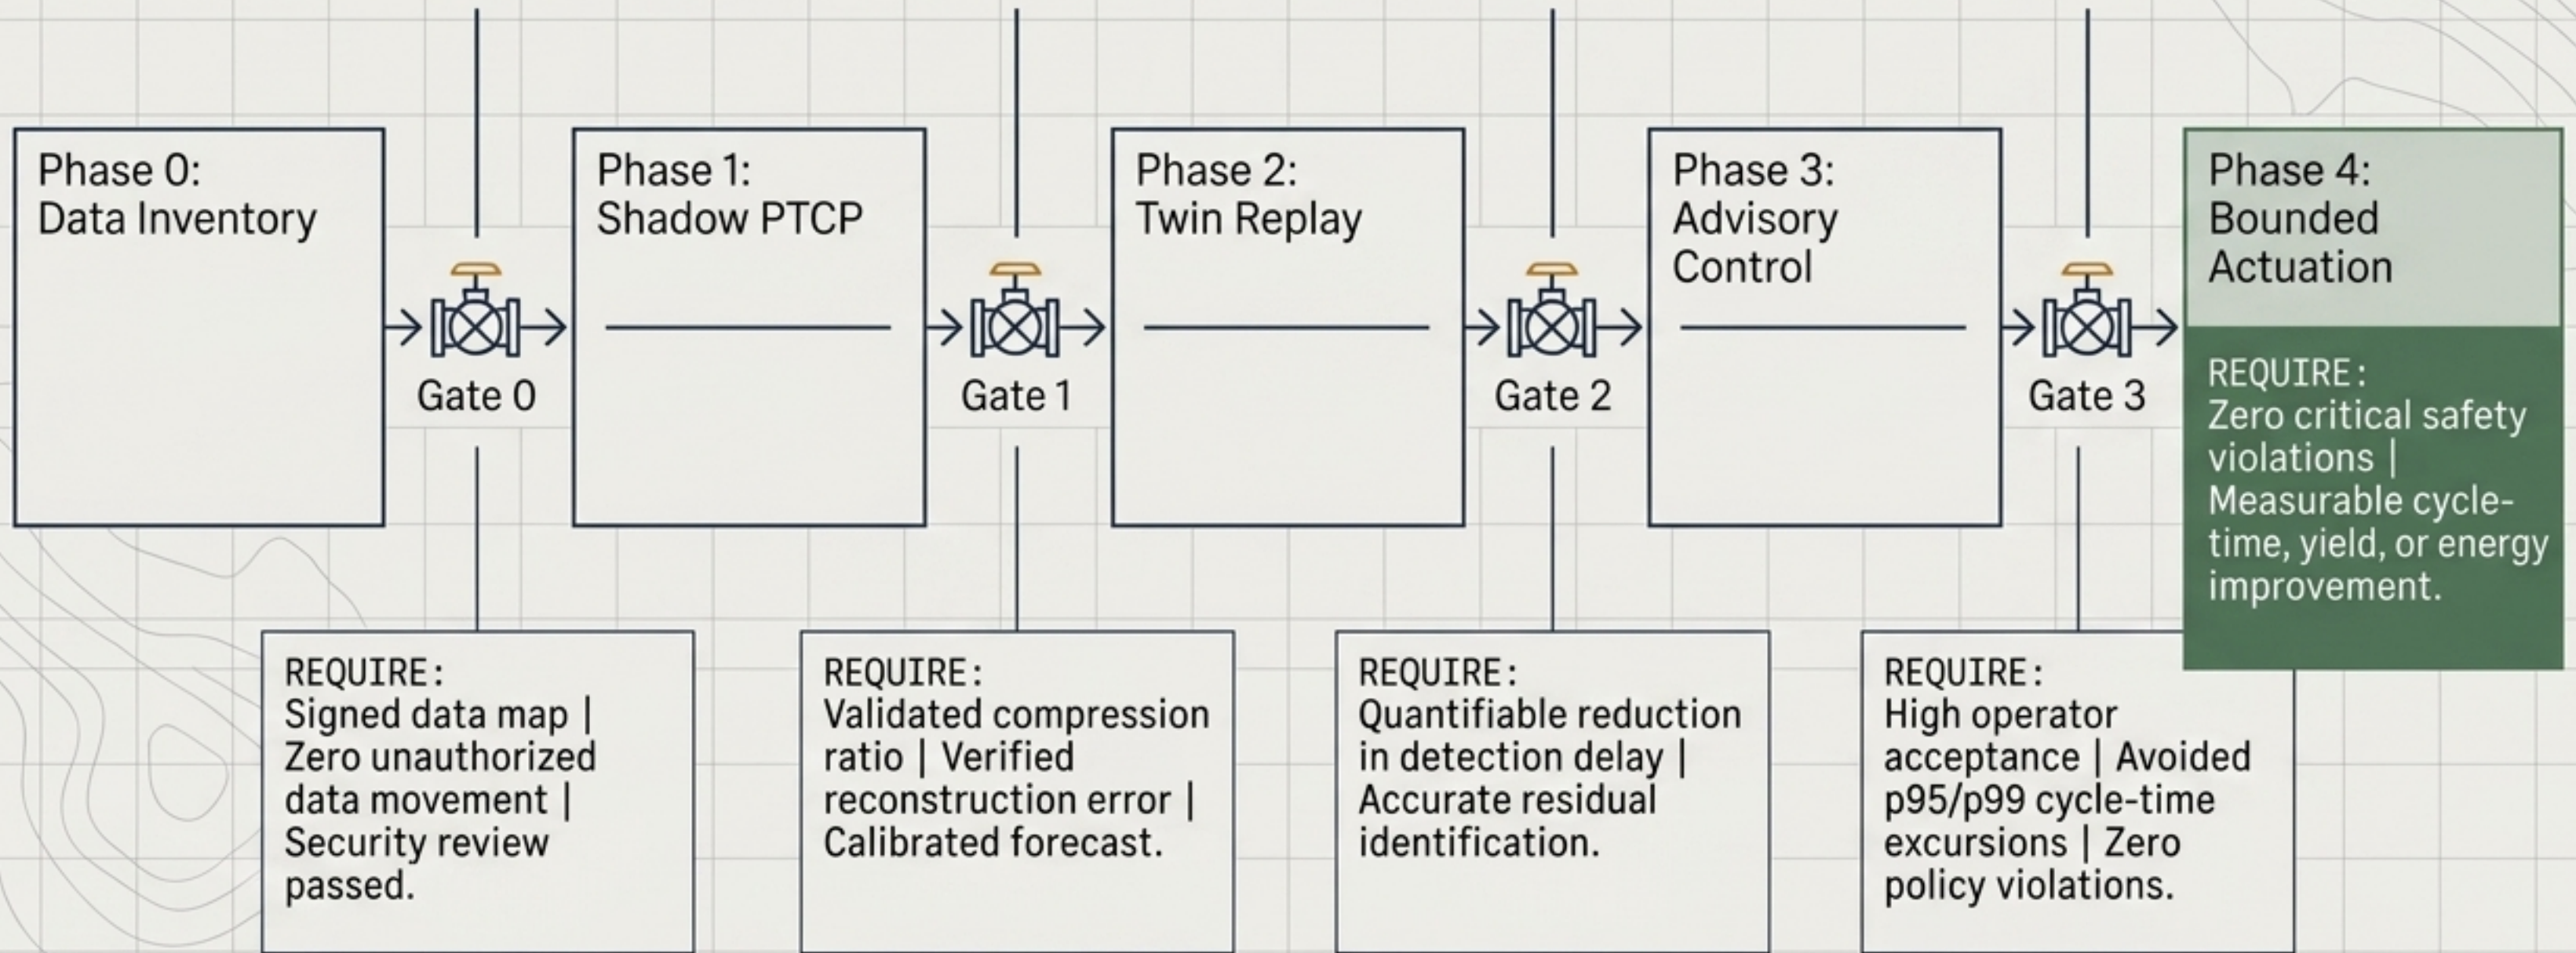 Phase 0:
Data Inventory
Gate 0
Phase 1:
Shadow PTCP
Gate 1
Phase 2:
Twin Replay
Gate 2
Phase 3:
Advisory
Control
Gate 3
Phase 4:
Bounded
Actuation
REQUIRE:
Zero critical safety
violations |
Measurable cycle-
time, yield, or energy
improvement.
REQUIRE:
Signed data map |
Zero unauthorized
data movement |
Security review
passed.
REQUIRE:
Validated compression
ratio | Verified
reconstruction error |
Calibrated forecast.
REQUIRE:
Quantifiable reduction
in detection delay |
Accurate residual
identification.
REQUIRE:
High operator
acceptance | Avoided
p95/p99 cycle-time
excursions | Zero
policy violations.